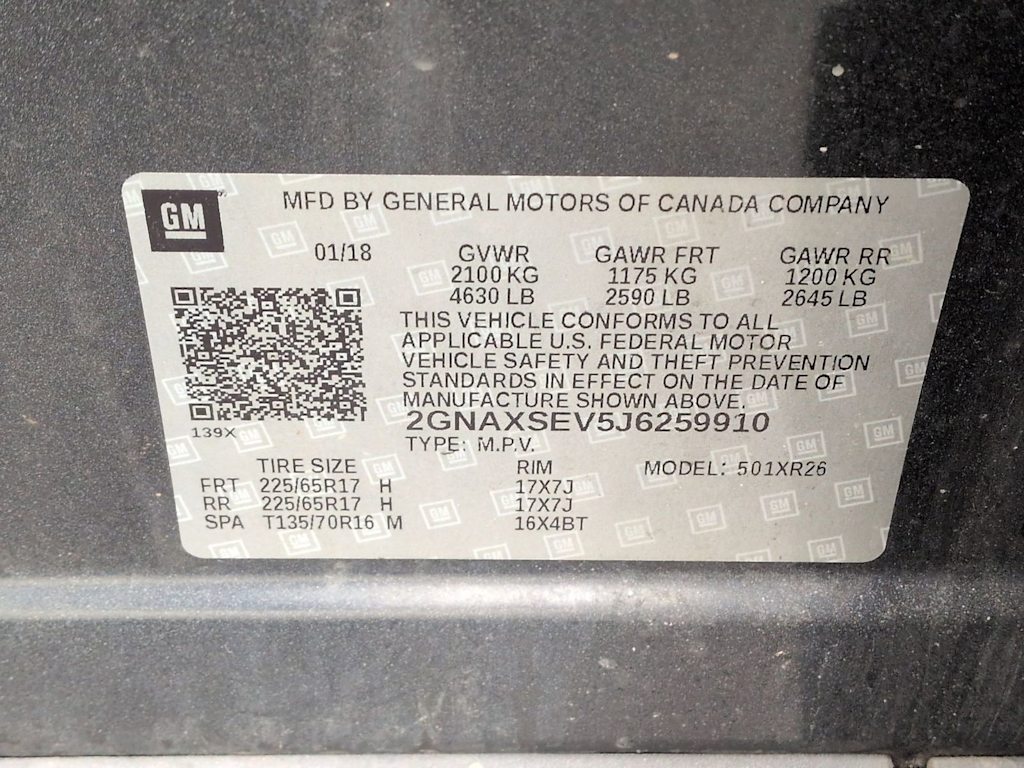 GM
MFD BY GENERAL MOTORS OF CANADA COMPANY
01/18 GVWR GAWR FRT GAWR RR
2100 KG 1175 KG 1200 KG
4630 LB 2590 LB 2645 LB
THIS VEHICLE CONFORMS TO ALL
APPLICABLE U.S. FEDERAL MOTOR
VEHICLE SAFETY AND THEFT PREVENTION
STANDARDS IN EFFECT ON THE DATE OF
MANUFACTURE SHOWN ABOVE.
2GNAXSEV5J6259910
139X
TYPE: M.P.V.
TIRE SIZE RIM MODEL: 501XR26
FRT 225/65R17 H 17X7J
RR 225/65R17 H 17X7J
SPA T135/70R16 M 16X4BT